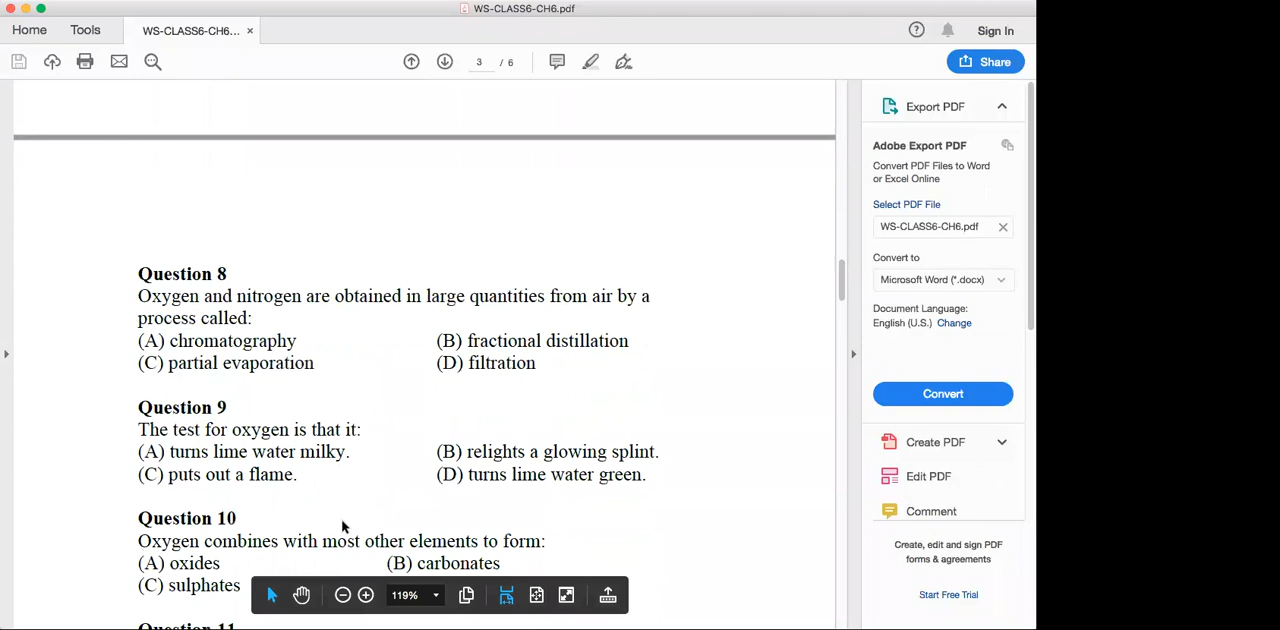 WS-CLASS6-CH6.pdf
Home Tools WS-CLASS6-CH6... × Sign In
3 / 6 Share
Export PDF
Adobe Export PDF
Convert PDF Files to Word
or Excel Online
Select PDF File
WS-CLASS6-CH6.pdf
Convert to
Microsoft Word (*.docx)
Document Language:
English (U.S.) Change
Convert
Create PDF
Edit PDF
Comment
Create, edit and sign PDF
forms & agreements
Start Free Trial
Question 8
Oxygen and nitrogen are obtained in large quantities from air by a
process called:
(A) chromatography (B) fractional distillation
(C) partial evaporation (D) filtration
Question 9
The test for oxygen is that it:
(A) turns lime water milky. (B) relights a glowing splint.
(C) puts out a flame. (D) turns lime water green.
Question 10
Oxygen combines with most other elements to form:
(A) oxides (B) carbonates
(C) sulphates
119%
Question 11